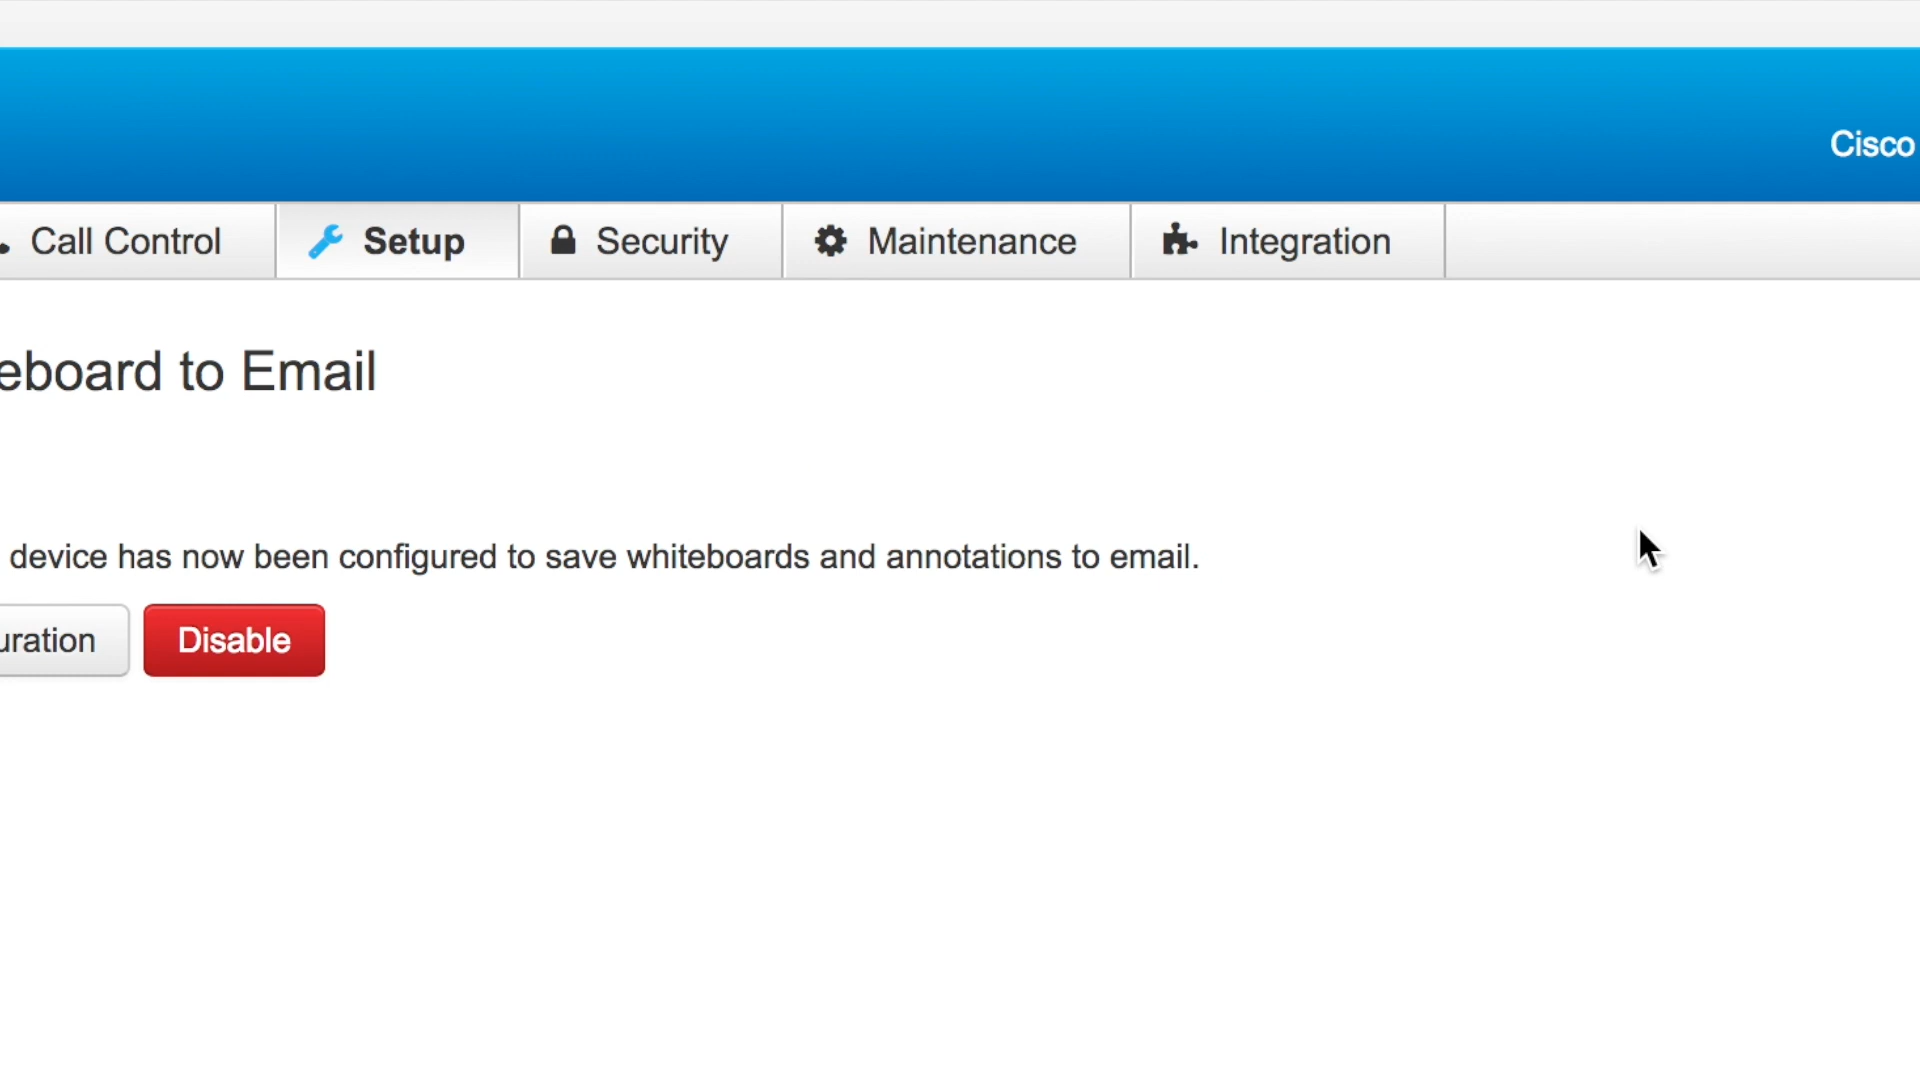 Cisco
Call Control Setup Security Maintenance Integration
eboard to Email
device has now been configured to save whiteboards and annotations to email.
uration Disable